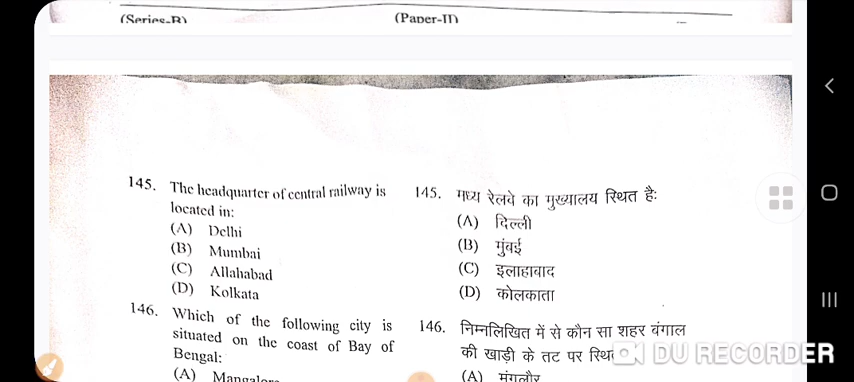 (Series-B)
(Paper-II)
145. The headquarter of central railway is
located in:
(A) Delhi
(B) Mumbai
(C) Allahabad
(D) Kolkata
146. Which of the following city is
situated on the coast of Bay of
Bengal:
(A) Mangalore
145. मध्य रेलवे का मुख्यालय स्थित है:
(A) दिल्ली
(B) मुंबई
(C) इलाहाबाद
(D) कोलकाता
146. निम्नलिखित में से कौन सा शहर बंगाल
की खाड़ी के तट पर
(A) मंगलौर
DU RECORDER